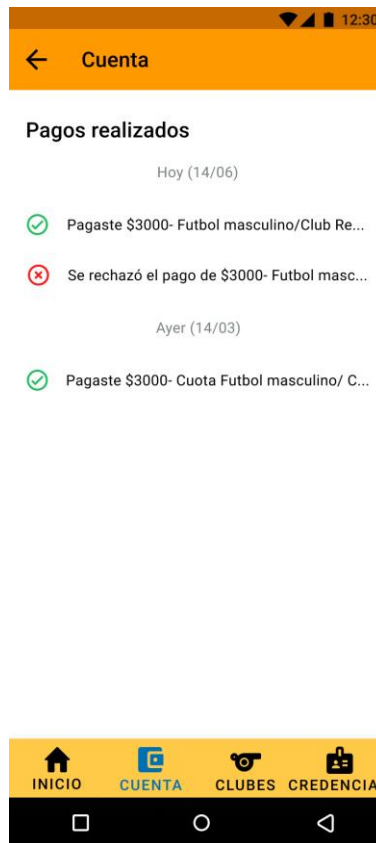 12:30
Cuenta
Pagos realizados
Hoy (14/06)
Pagaste $3000- Futbol masculino/Club Re...
Se rechazó el pago de $3000- Futbol masc...
Ayer (14/03)
Pagaste $3000- Cuota Futbol masculino/ C...
INICIO CUENTA CLUBES CREDENCIA